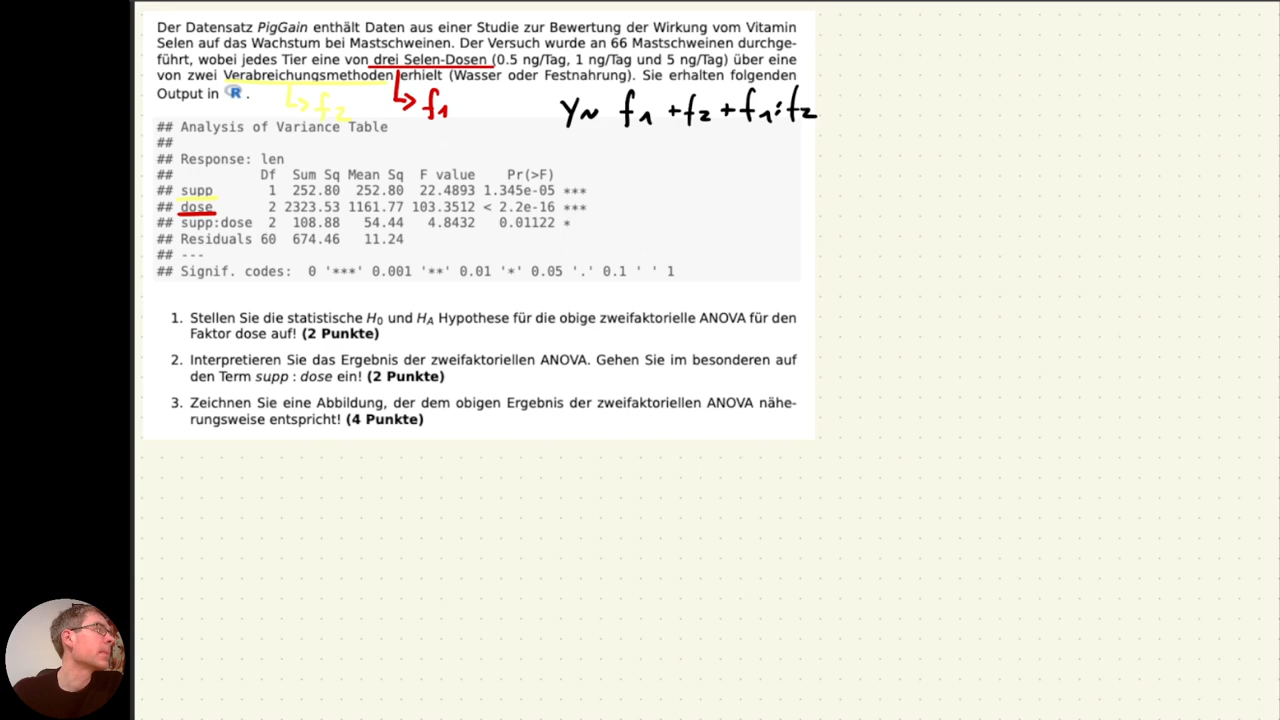 Der Datensatz PigGain enthält Daten aus einer Studie zur Bewertung der Wirkung vom Vitamin
Selen auf das Wachstum bei Mastschweinen. Der Versuch wurde an 66 Mastschweinen durchge-
führt, wobei jedes Tier eine von drei Selen-Dosen (0.5 ng/Tag, 1 ng/Tag und 5 ng/Tag) über eine
von zwei Verabreichungsmethoden erhielt (Wasser oder Festnahrung). Sie erhalten folgenden
Output in R .
f2
f1
y~ f1 +f2 +f1:f2
## Analysis of Variance Table
##
## Response: len
## Df Sum Sq Mean Sq F value Pr(>F)
## supp 1 252.80 252.80 22.4893 1.345e-05 ***
## dose 2 2323.53 1161.77 103.3512 < 2.2e-16 ***
## supp:dose 2 108.88 54.44 4.8432 0.01122 *
## Residuals 60 674.46 11.24
## ---
## Signif. codes: 0 '***' 0.001 '**' 0.01 '*' 0.05 '.' 0.1 ' ' 1
1. Stellen Sie die statistische H0 und HA Hypothese für die obige zweifaktorielle ANOVA für den
Faktor dose auf! (2 Punkte)
2. Interpretieren Sie das Ergebnis der zweifaktoriellen ANOVA. Gehen Sie im besonderen auf
den Term supp : dose ein! (2 Punkte)
3. Zeichnen Sie eine Abbildung, der dem obigen Ergebnis der zweifaktoriellen ANOVA nähe-
rungsweise entspricht! (4 Punkte)